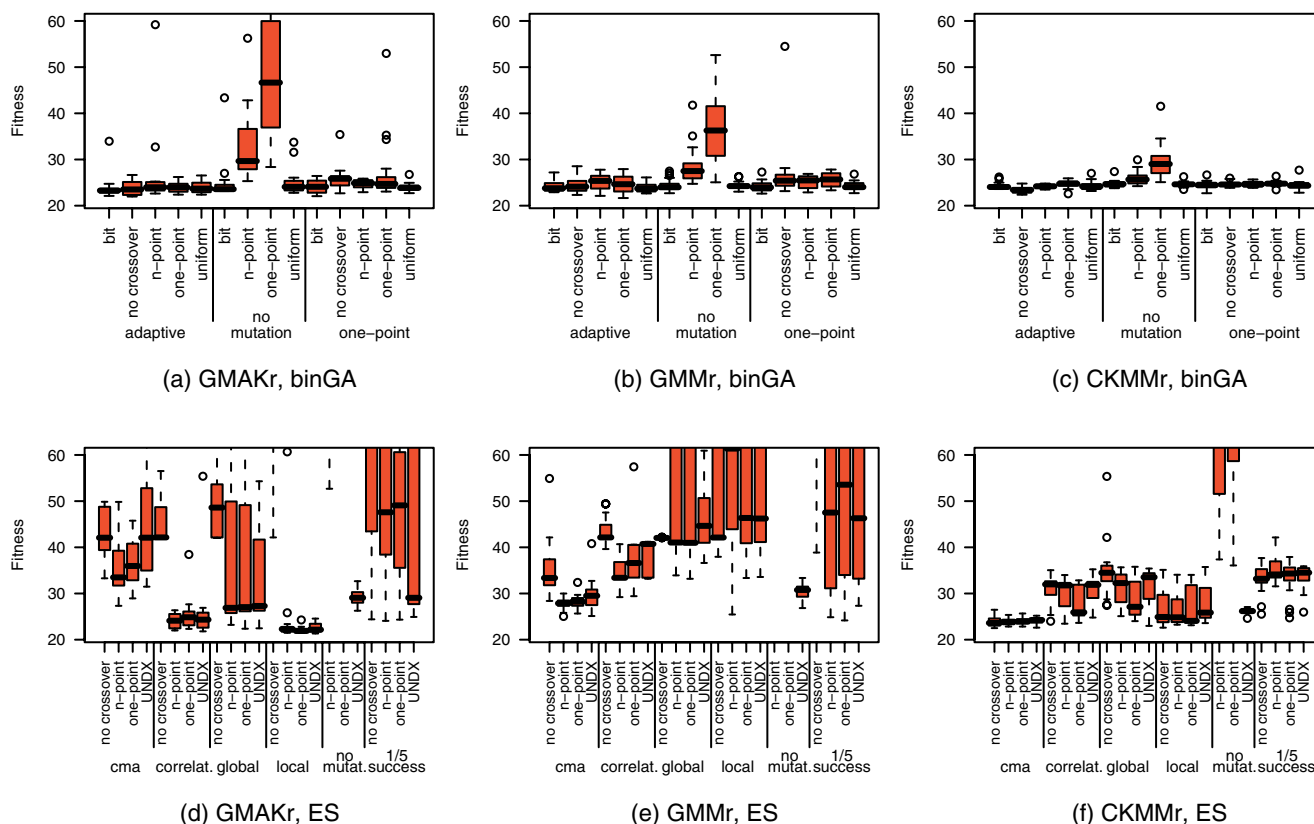 60
50
40
30
20
Fitness
bit
no crossover
n−point
one−point
uniform
bit
n−point
one−point
uniform
bit
no crossover
n−point
one−point
uniform
adaptive
no
mutation
one−point
(a) GMAKr, binGA
60
50
40
30
20
Fitness
bit
no crossover
n−point
one−point
uniform
bit
n−point
one−point
uniform
bit
no crossover
n−point
one−point
uniform
adaptive
no
mutation
one−point
(b) GMMr, binGA
60
50
40
30
20
Fitness
bit
no crossover
n−point
one−point
uniform
bit
n−point
one−point
uniform
bit
no crossover
n−point
one−point
uniform
adaptive
no
mutation
one−point
(c) CKMMr, binGA
60
50
40
30
20
Fitness
no crossover
n−point
one−point
UNDX
no crossover
n−point
one−point
UNDX
no crossover
n−point
one−point
UNDX
no crossover
n−point
one−point
UNDX
n−point
one−point
UNDX
no crossover
n−point
one−point
UNDX
no
1/5
cma
correlat. global
local
mutat.success
(d) GMAKr, ES
60
50
40
30
20
Fitness
no crossover
n−point
one−point
UNDX
no crossover
n−point
one−point
UNDX
no crossover
n−point
one−point
UNDX
no crossover
n−point
one−point
UNDX
n−point
one−point
UNDX
no crossover
n−point
one−point
UNDX
no
1/5
cma
correlat. global
local
mutat.success
(e) GMMr, ES
60
50
40
30
20
Fitness
no crossover
n−point
one−point
UNDX
no crossover
n−point
one−point
UNDX
no crossover
n−point
one−point
UNDX
no crossover
n−point
one−point
UNDX
n−point
one−point
UNDX
no crossover
n−point
one−point
UNDX
no
1/5
cma
correlat. global
local
mutat.success
(f) CKMMr, ES